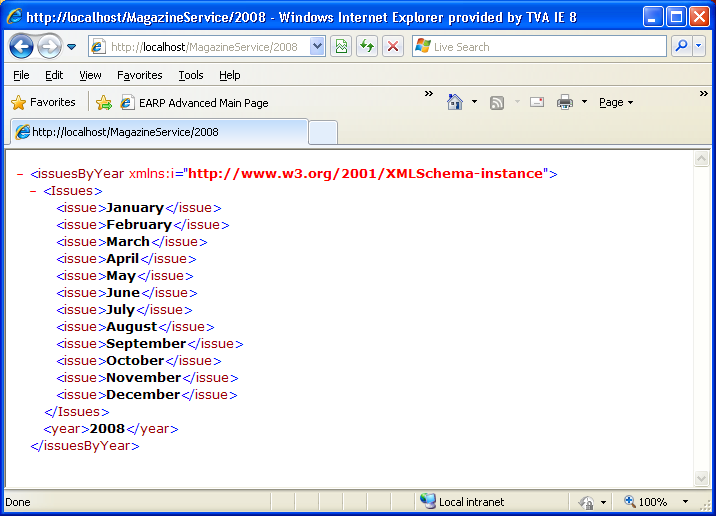 http://localhost/MagazineService/2008 - Windows Internet Explorer provided by TVA IE 8
http://localhost/MagazineService/2008 Live Search
File Edit View Favorites Tools Help
Favorites EARP Advanced Main Page » Page »
http://localhost/MagazineService/2008
- <issuesByYear xmlns:i="http://www.w3.org/2001/XMLSchema-instance">
- <Issues>
<issue>January</issue>
<issue>February</issue>
<issue>March</issue>
<issue>April</issue>
<issue>May</issue>
<issue>June</issue>
<issue>July</issue>
<issue>August</issue>
<issue>September</issue>
<issue>October</issue>
<issue>November</issue>
<issue>December</issue>
</Issues>
<year>2008</year>
</issuesByYear>
Done Local intranet 100%